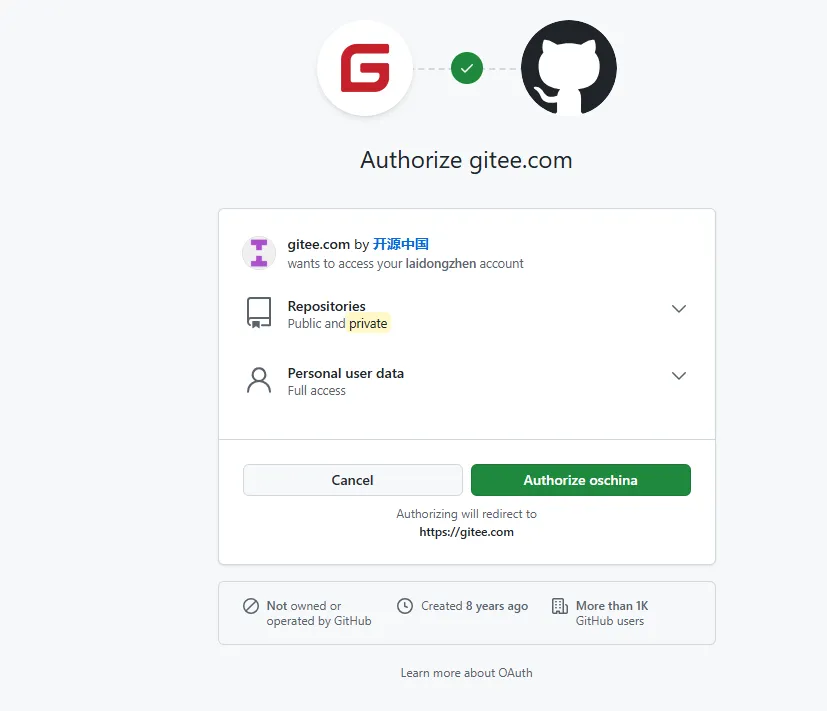 Authorize gitee.com
gitee.com by 开源中国
wants to access your laidongzhen account
Repositories
Public and private
Personal user data
Full access
Cancel
Authorize oschina
Authorizing will redirect to
https://gitee.com
Not owned or
operated by GitHub
Created 8 years ago
More than 1K
GitHub users
Learn more about OAuth